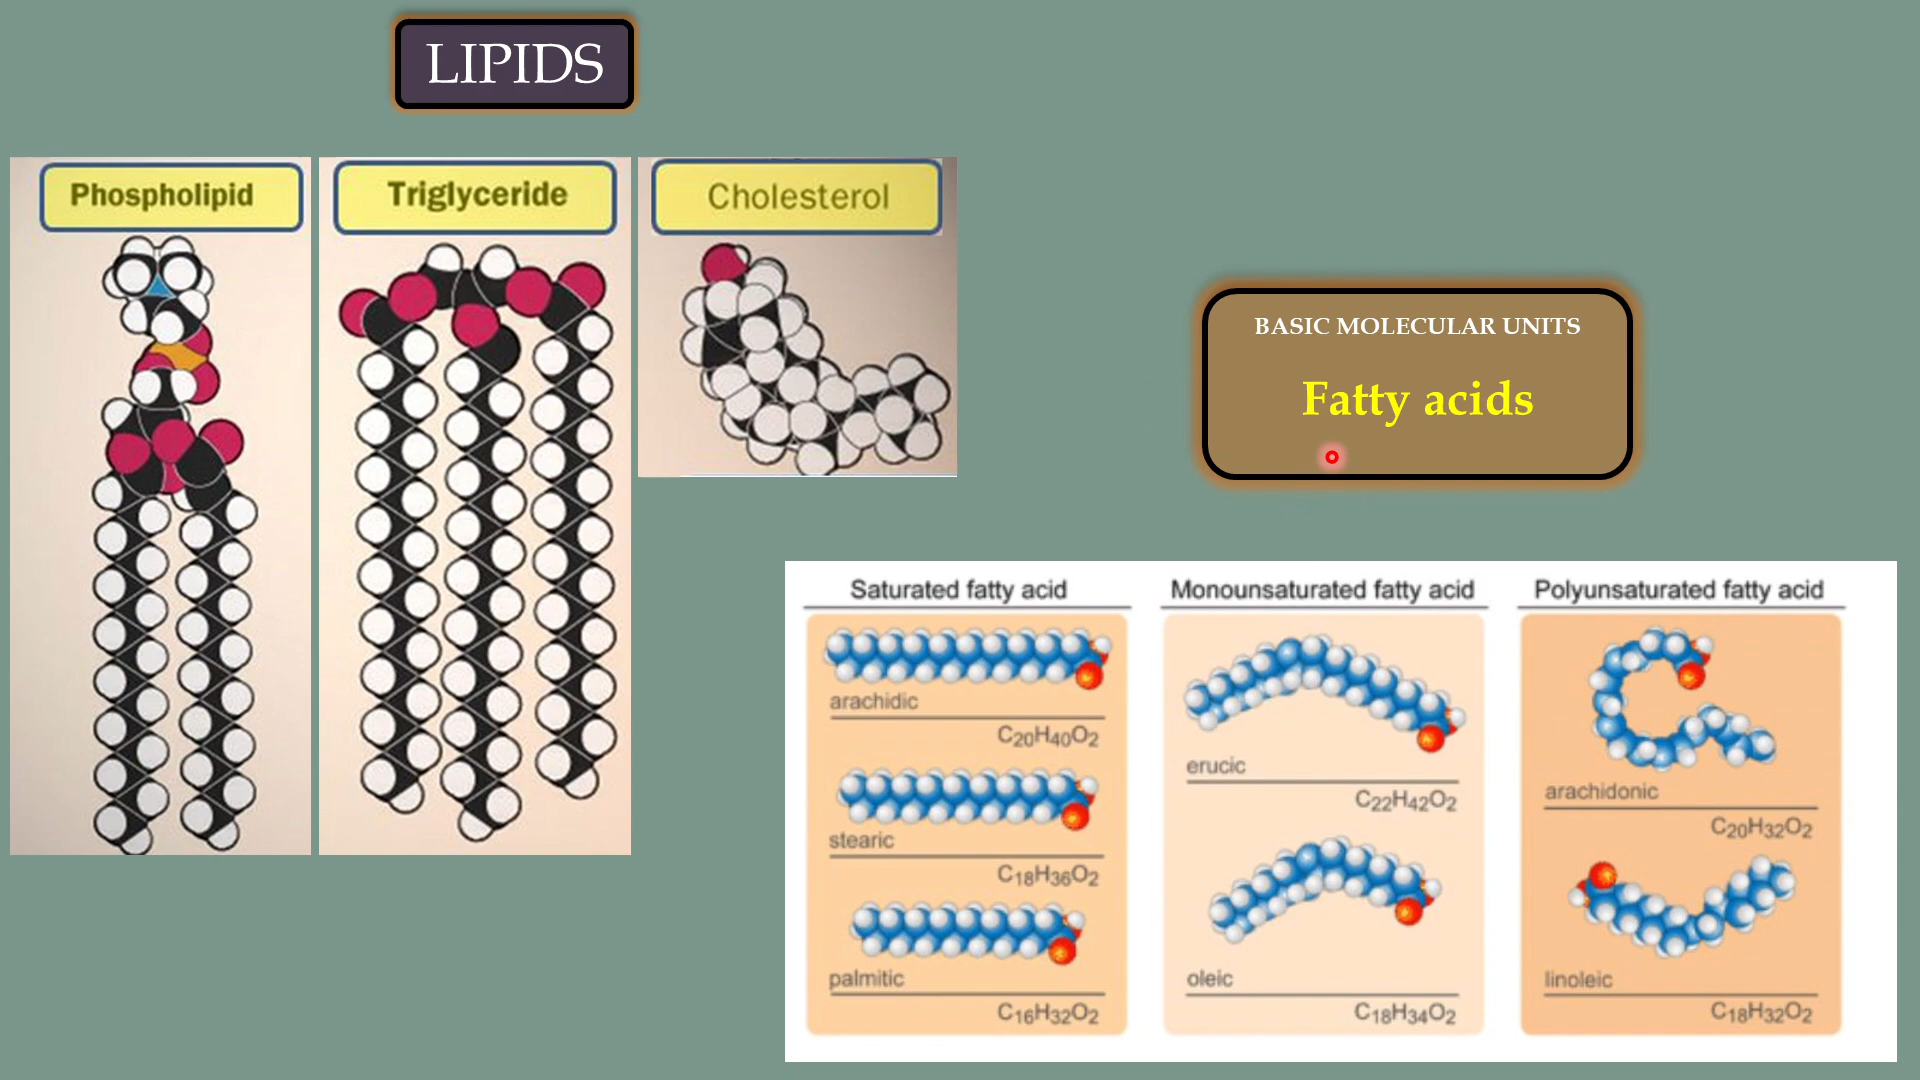 LIPIDS
Phospholipid
Triglyceride
Cholesterol
BASIC MOLECULAR UNITS
Fatty acids
Saturated fatty acid
arachidic
C20H40O2
stearic
C18H36O2
palmitic
C16H32O2
Monounsaturated fatty acid
erucic
C22H42O2
oleic
C18H34O2
Polyunsaturated fatty acid
arachidonic
C20H32O2
linoleic
C18H32O2